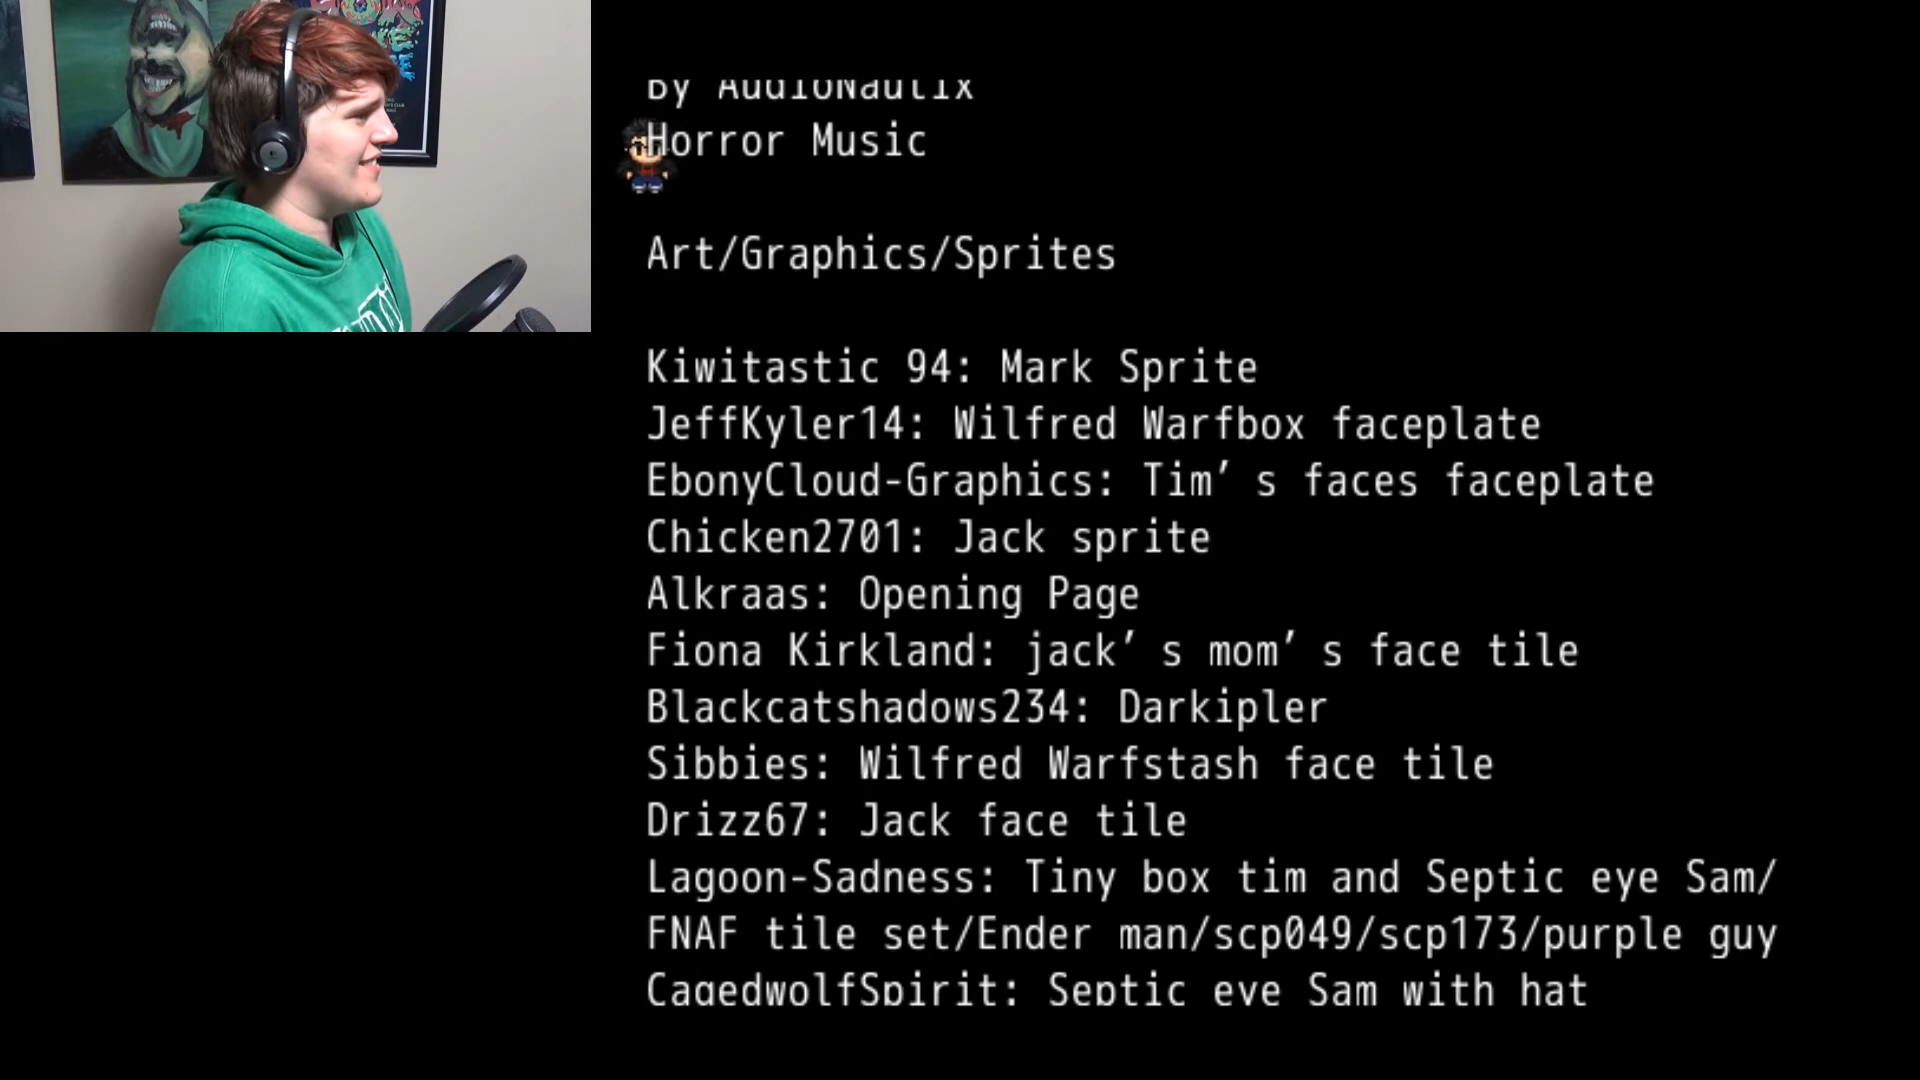 By AudioNautix
Horror Music
Art/Graphics/Sprites
Kiwitastic 94: Mark Sprite
JeffKyler14: Wilfred Warfbox faceplate
EbonyCloud-Graphics: Tim’s faces faceplate
Chicken2701: Jack sprite
Alkraas: Opening Page
Fiona Kirkland: jack’s mom’s face tile
Blackcatshadows234: Darkipler
Sibbies: Wilfred Warfstash face tile
Drizz67: Jack face tile
Lagoon-Sadness: Tiny box tim and Septic eye Sam/
FNAF tile set/Ender man/scp049/scp173/purple guy
CagedwolfSpirit: Septic eye Sam with hat